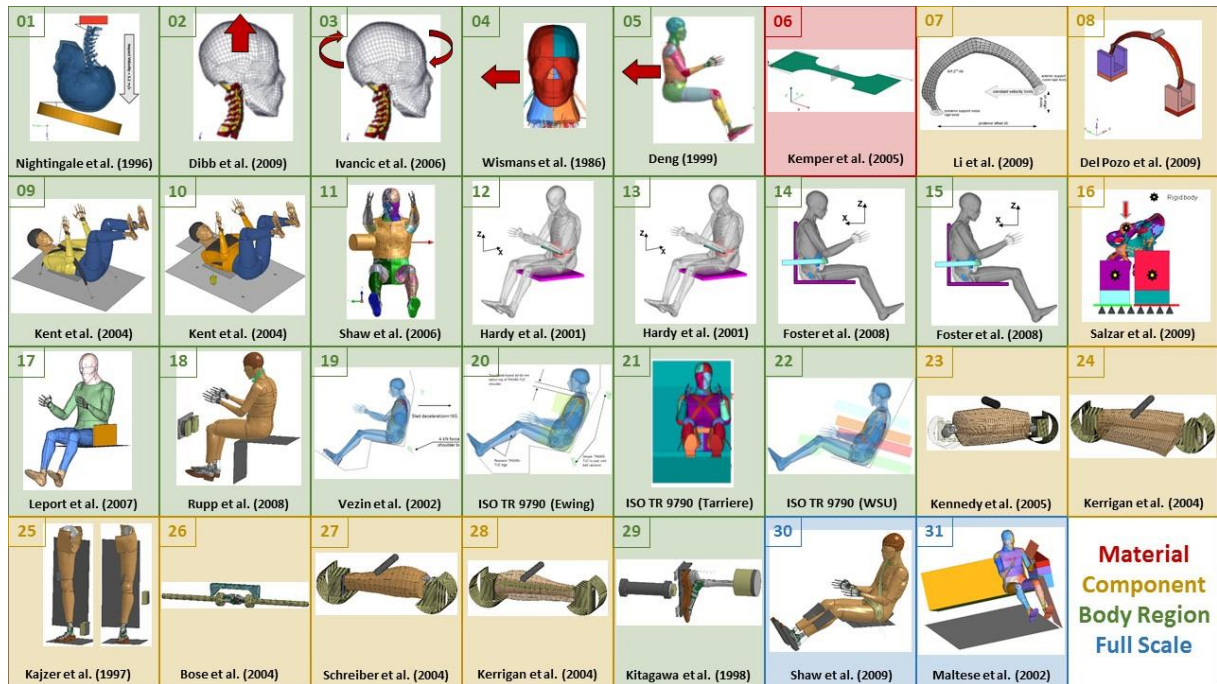 01
02
03
04
05
06
07
08
Nightingale et al. (1996)
Dibb et al. (2009)
Ivancic et al. (2006)
Wismans et al. (1986)
Deng (1999)
Kemper et al. (2005)
Li et al. (2009)
Del Pozo et al. (2009)
09
10
11
12
13
14
15
16
Z
X
Z
X
Z
X
Z
X
Rigid body
Kent et al. (2004)
Kent et al. (2004)
Shaw et al. (2006)
Hardy et al. (2001)
Hardy et al. (2001)
Foster et al. (2008)
Foster et al. (2008)
Salzar et al. (2009)
17
18
19
20
21
22
23
24
Sled deceleration=
4 kN force
shoulder
Leport et al. (2007)
Rupp et al. (2008)
Vezin et al. (2002)
ISO TR 9790 (Ewing)
ISO TR 9790 (Tarriere)
ISO TR 9790 (WSU)
Kennedy et al. (2005)
Kerrigan et al. (2004)
25
26
27
28
29
30
31
Material
Component
Body Region
Full Scale
Kajzer et al. (1997)
Bose et al. (2004)
Schreiber et al. (2004)
Kerrigan et al. (2004)
Kitagawa et al. (1998)
Shaw et al. (2009)
Maltese et al. (2002)